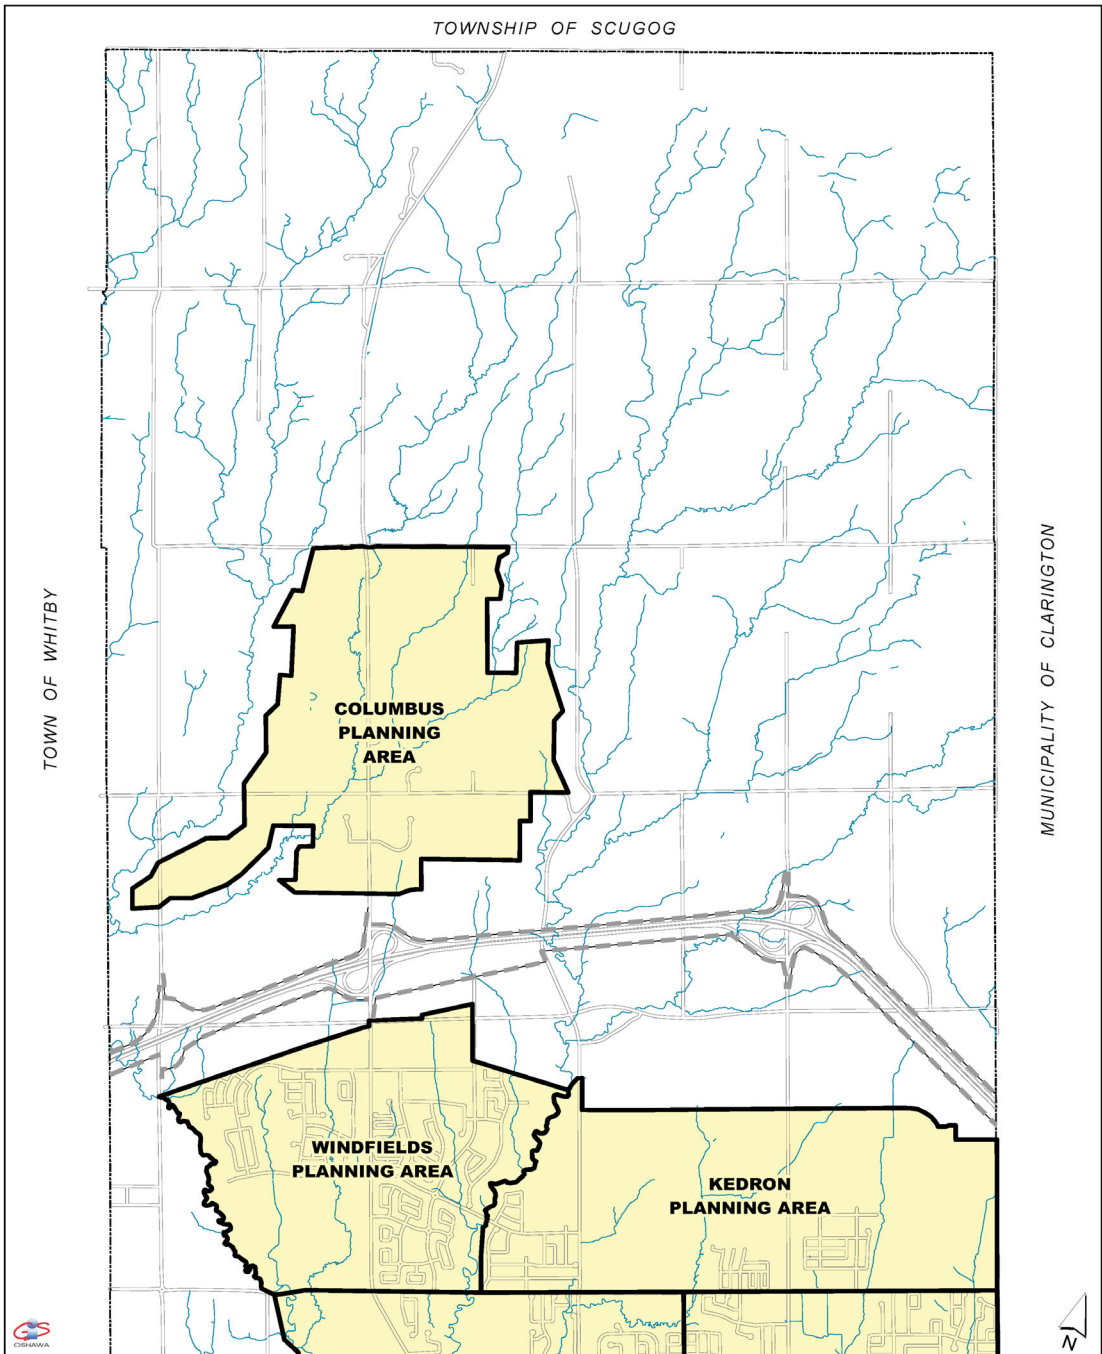 TOWNSHIP OF SCUGOG
TOWN OF WHITBY
MUNICIPALITY OF CLARINGTON
COLUMBUS
PLANNING
AREA
WINDFIELDS
PLANNING AREA
KEDRON
PLANNING AREA
GIS
OSHAWA
N